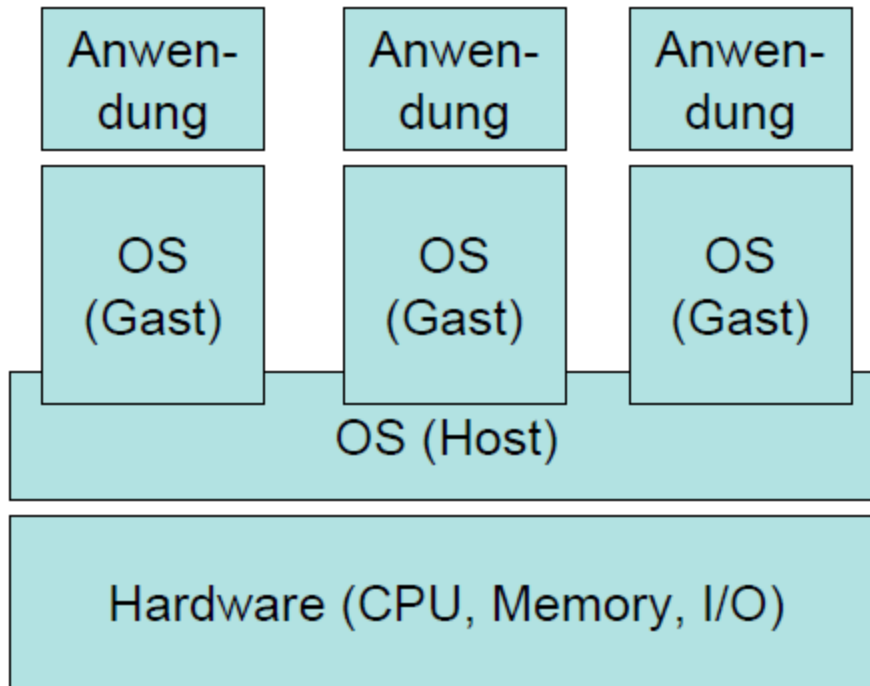 Anwen-
dung
Anwen-
dung
Anwen-
dung
OS
(Gast)
OS
(Gast)
OS
(Gast)
OS (Host)
Hardware (CPU, Memory, I/O)